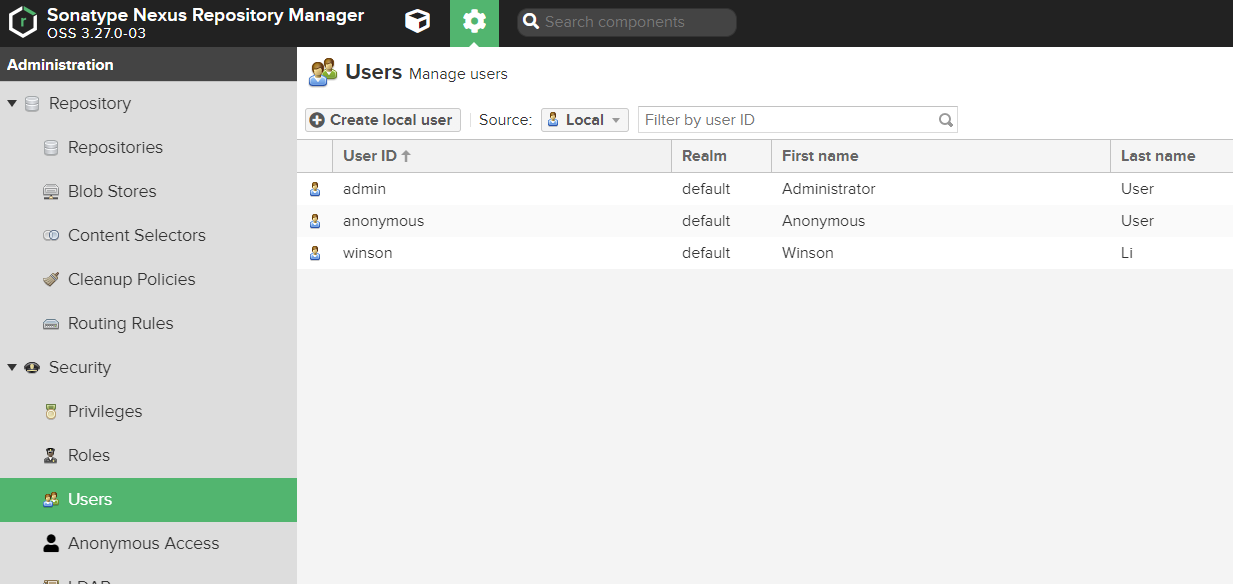 Sonatype Nexus Repository Manager
OSS 3.27.0-03
Search components
Administration
Repository
Repositories
Blob Stores
Content Selectors
Cleanup Policies
Routing Rules
Security
Privileges
Roles
Users
Anonymous Access
LDAP
Users Manage users
Create local user Source: Local Filter by user ID
User ID Realm First name Last name
admin default Administrator User
anonymous default Anonymous User
winson default Winson Li